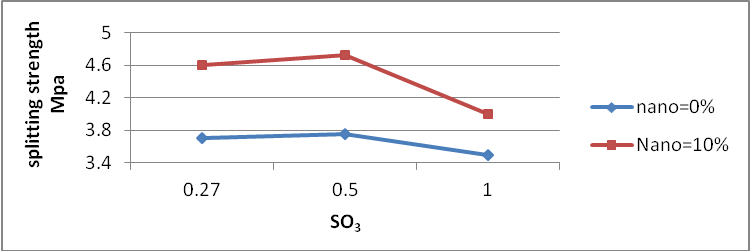 splitting strength
Mpa
5
4.6
4.2
3.8
3.4
0.27 0.5 1
SO₃
nano=0%
Nano=10%